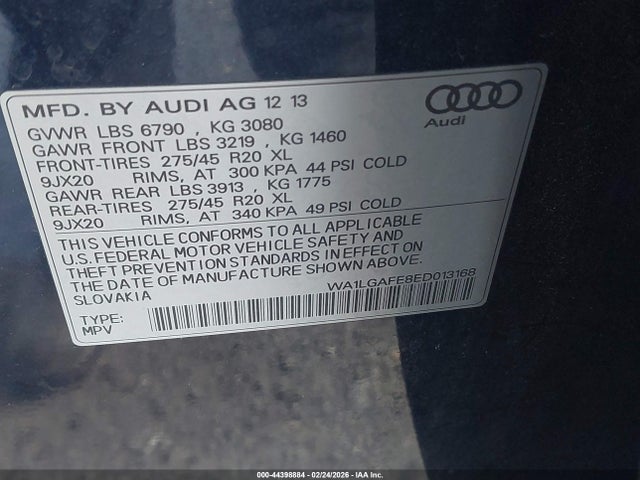 MFD. BY AUDI AG 12 13
GVWR LBS 6790 , KG 3080
GAWR FRONT LBS 3219 , KG 1460
FRONT-TIRES 275/45 R20 XL
9JX20 RIMS, AT 300 KPA 44 PSI COLD
GAWR REAR LBS 3913 , KG 1775
REAR-TIRES 275/45 R20 XL
9JX20 RIMS, AT 340 KPA 49 PSI COLD
THIS VEHICLE CONFORMS TO ALL APPLICABLE
U.S. FEDERAL MOTOR VEHICLE SAFETY AND
THEFT PREVENTION STANDARDS IN EFFECT ON
THE DATE OF MANUFACTURE SHOWN ABOVE.
SLOVAKIA
WA1LGAFE8ED013168
TYPE:
MPV
Audi
000-44398884 - 02/24/2026 - IAA Inc.